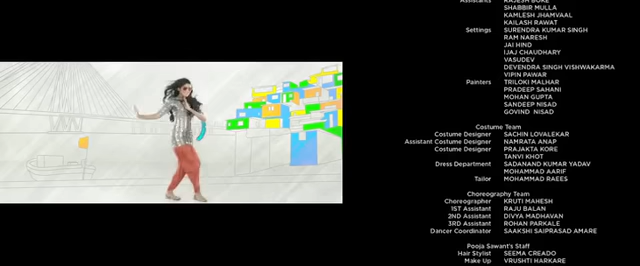 Assistants RAJESH BORE
SHABBIR MULLA
KAMLESH JHAMVAAL
KAILASH RAWAT
Settings SURENDRA KUMAR SINGH
RAM NARESH
JAI HIND
IJAJ CHAUDHARY
VASUDEV
DEVENDRA SINGH VISHWAKARMA
VIPIN PAWAR
Painters TRILOKI MALHAR
PRADEEP SAHANI
MOHAN GUPTA
SANDEEP NISAD
GOVIND NISAD
Costume Team
Costume Designer SACHIN LOVALEKAR
Assistant Costume Designer NAMRATA ANAP
Costume Designer PRAJAKTA KORE
TANVI KHOT
Dress Department SADANAND KUMAR YADAV
MOHAMMAD AARIF
Tailor MOHAMMAD RAEES
Choreography Team
Choreographer KRUTI MAHESH
1ST Assistant RAJU BALAN
2ND Assistant DIVYA MADHAVAN
3RD Assistant ROHAN PARKALE
Dancer Coordinator SAAKSHI SAIPRASAD AMARE
Pooja Sawant's Staff
Hair Stylist SEEMA CREADO
Make Up VRUSHTI HARKARE